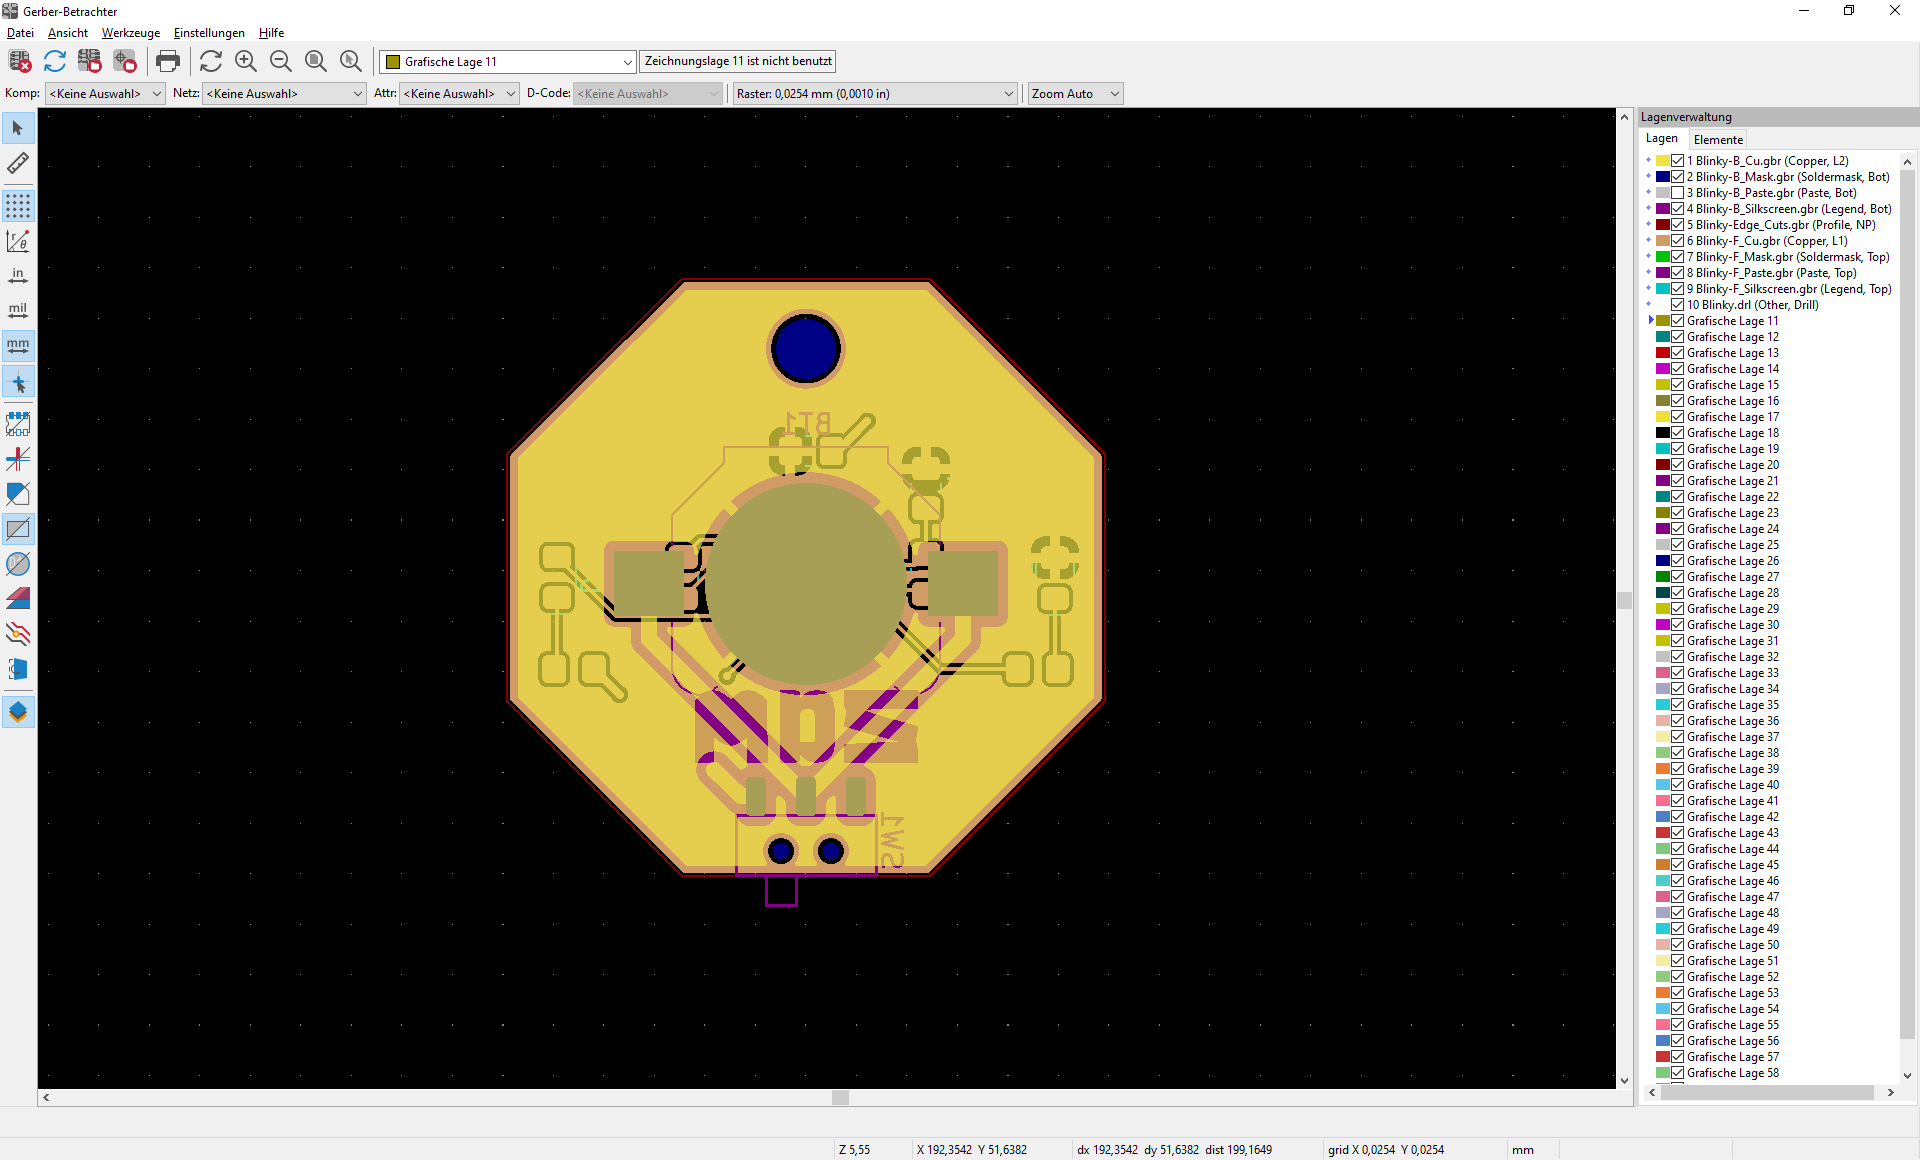 Gerber-Betrachter
Datei Ansicht Werkzeuge Einstellungen Hilfe
Grafische Lage 11
Zeichnungslage 11 ist nicht benutzt
Komp: <Keine Auswahl> Netz: <Keine Auswahl> Attr: <Keine Auswahl> D-Code: <Keine Auswahl> Raster: 0,0254 mm (0,0010 in) Zoom Auto
in
mil
mm
BT1
SW1
Lagenverwaltung
Lagen Elemente
1 Blinky-B_Cu.gbr (Copper, L2)
2 Blinky-B_Mask.gbr (Soldermask, Bot)
3 Blinky-B_Paste.gbr (Paste, Bot)
4 Blinky-B_Silkscreen.gbr (Legend, Bot)
5 Blinky-Edge_Cuts.gbr (Profile, NP)
6 Blinky-F_Cu.gbr (Copper, L1)
7 Blinky-F_Mask.gbr (Soldermask, Top)
8 Blinky-F_Paste.gbr (Paste, Top)
9 Blinky-F_Silkscreen.gbr (Legend, Top)
10 Blinky.drl (Other, Drill)
Grafische Lage 11
Grafische Lage 12
Grafische Lage 13
Grafische Lage 14
Grafische Lage 15
Grafische Lage 16
Grafische Lage 17
Grafische Lage 18
Grafische Lage 19
Grafische Lage 20
Grafische Lage 21
Grafische Lage 22
Grafische Lage 23
Grafische Lage 24
Grafische Lage 25
Grafische Lage 26
Grafische Lage 27
Grafische Lage 28
Grafische Lage 29
Grafische Lage 30
Grafische Lage 31
Grafische Lage 32
Grafische Lage 33
Grafische Lage 34
Grafische Lage 35
Grafische Lage 36
Grafische Lage 37
Grafische Lage 38
Grafische Lage 39
Grafische Lage 40
Grafische Lage 41
Grafische Lage 42
Grafische Lage 43
Grafische Lage 44
Grafische Lage 45
Grafische Lage 46
Grafische Lage 47
Grafische Lage 48
Grafische Lage 49
Grafische Lage 50
Grafische Lage 51
Grafische Lage 52
Grafische Lage 53
Grafische Lage 54
Grafische Lage 55
Grafische Lage 56
Grafische Lage 57
Grafische Lage 58
Z 5,55 X 192,3542 Y 51,6382 dx 192,3542 dy 51,6382 dist 199,1649 grid X 0,0254 Y 0,0254 mm